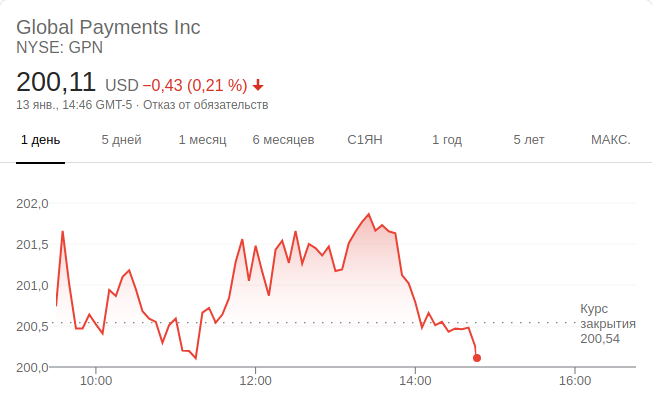 Global Payments Inc
NYSE: GPN
200,11 USD −0,43 (0,21 %)
13 янв., 14:46 GMT-5 · Отказ от обязательств
1 день 5 дней 1 месяц 6 месяцев С1ЯН 1 год 5 лет МАКС.
202,0
201,5
201,0
200,5
200,0
Курс
закрытия
200,54
10:00 12:00 14:00 16:00